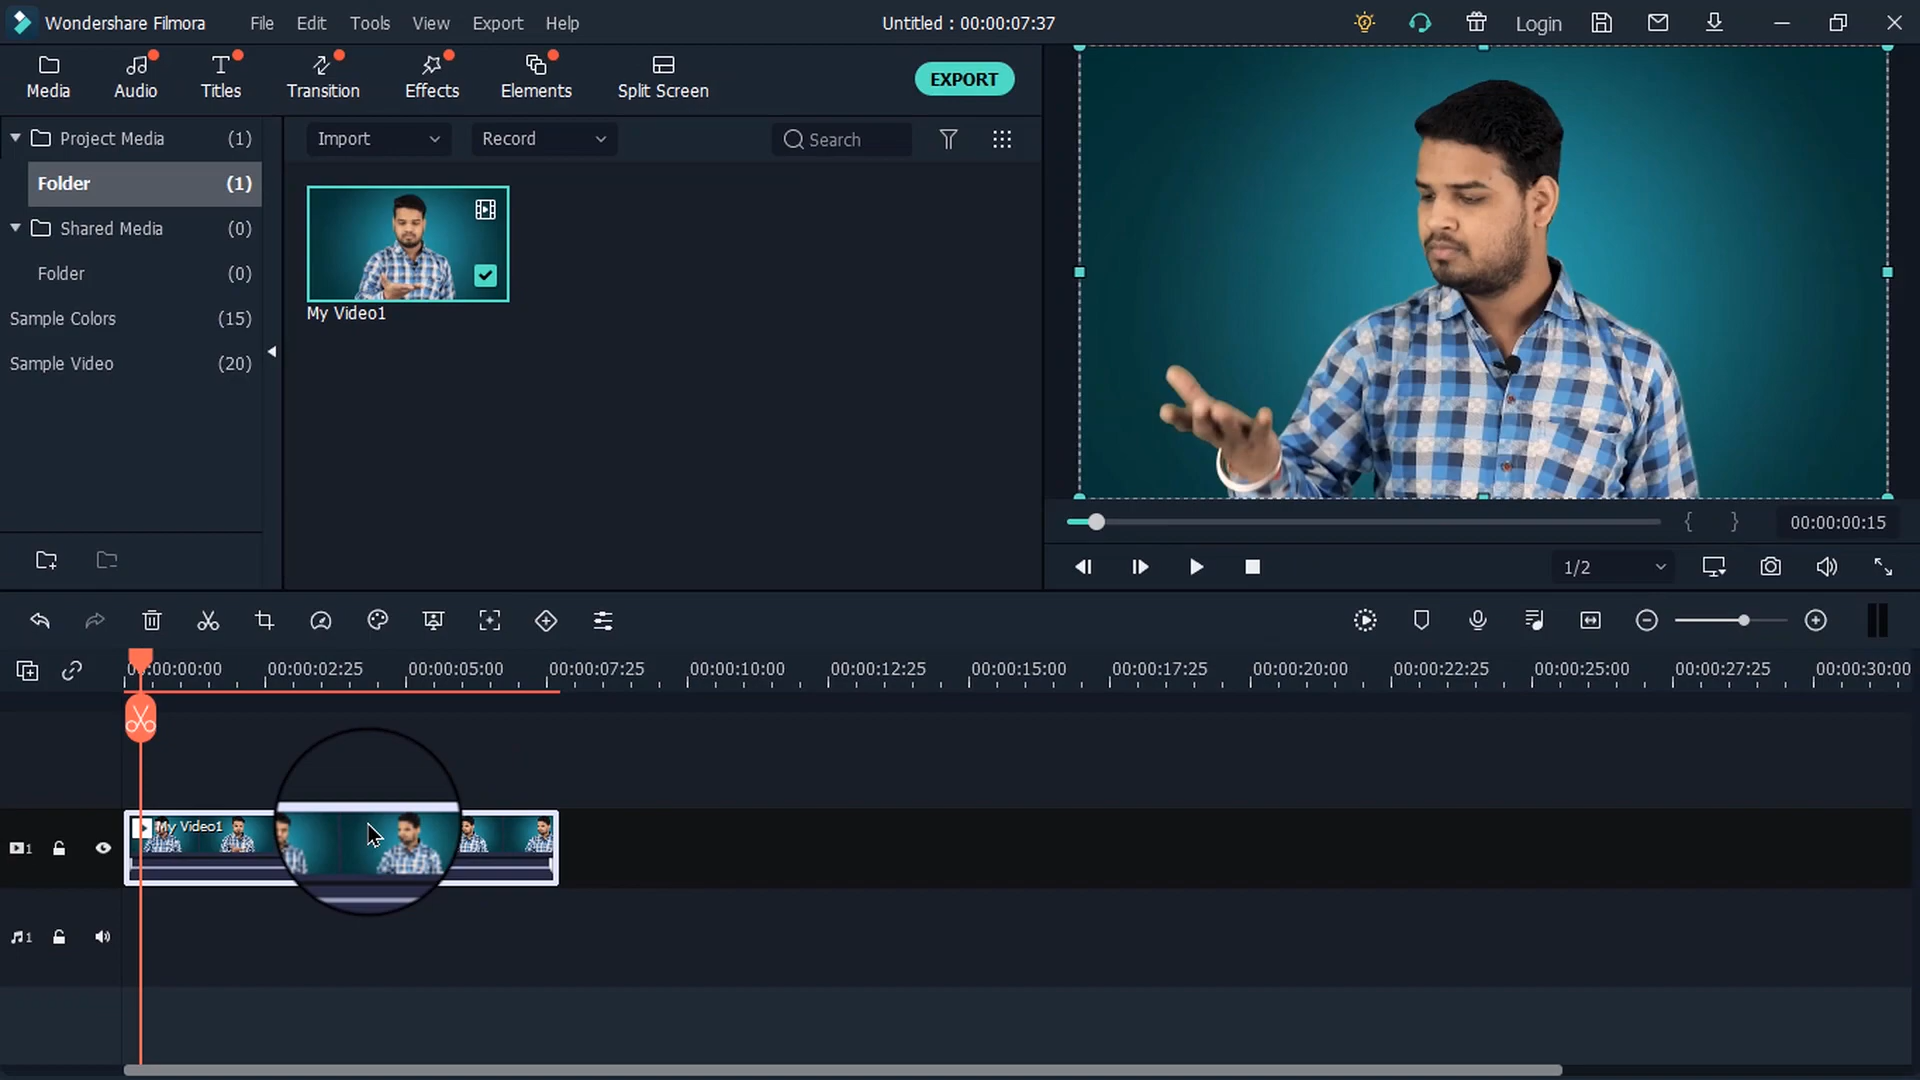 Wondershare Filmora File Edit Tools View Export Help Untitled : 00:00:07:37 Login
Media Audio Titles Transition Effects Elements Split Screen EXPORT
Project Media (1) Import Record Search
Folder (1)
Shared Media (0)
Folder (0)
Sample Colors (15) My Video1
Sample Video (20)
00:00:00:15
1/2
00:00:00:00 00:00:02:25 00:00:05:00 00:00:07:25 00:00:10:00 00:00:12:25 00:00:15:00 00:00:17:25 00:00:20:00 00:00:22:25 00:00:25:00 00:00:27:25 00:00:30:00
My Video1
1
1